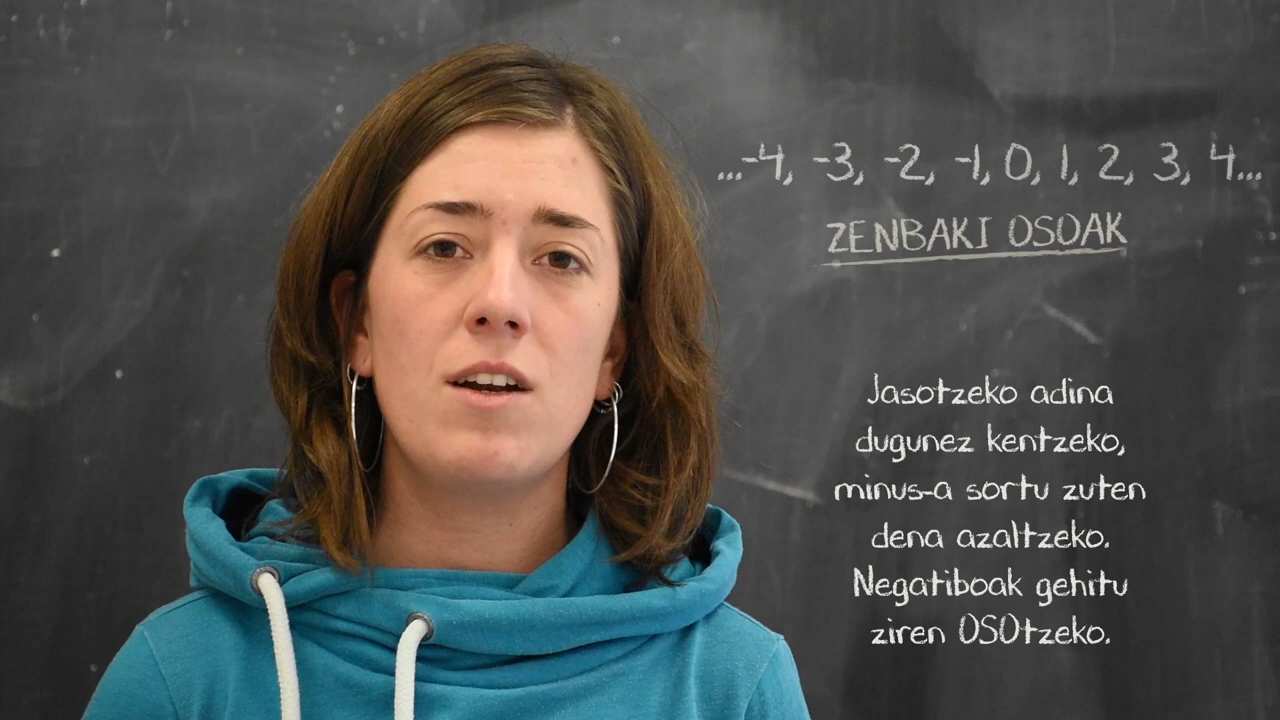 ...-4, -3, -2, -1, 0, 1, 2, 3, 4...
ZENBAKI OSOAK
Jasotzeko adina
dugunez kentzeko,
minus-a sortu zuten
dena azaltzeko.
Negatiboak gehitu
ziren OSOtzeko.